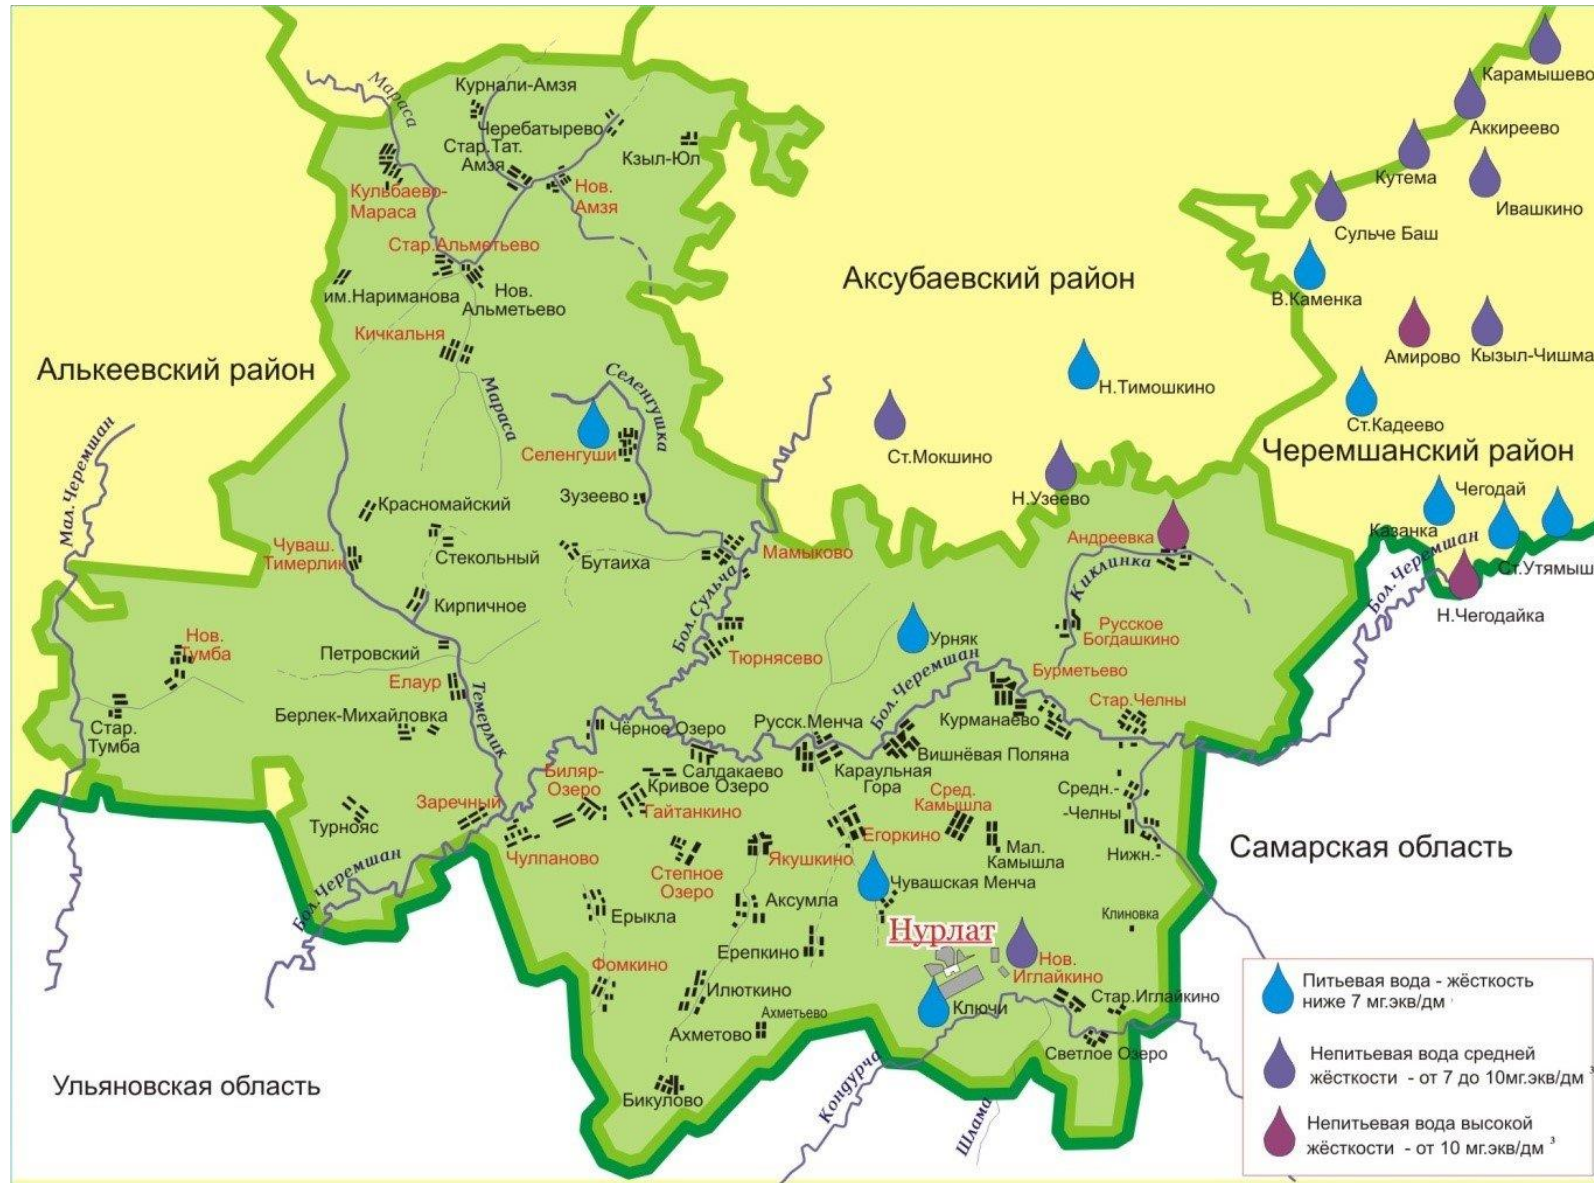 Карамышево
Мараса
Курнали-Амзя
Аккиреево
Черебатырево
Стар.Тат.
Амзя
Кзыл-Юл
Кутема
Нов.
Амзя
Кульбаево-
Мараса
Ивашкино
Сульче Баш
Стар.Альметьево
Аксубаевский район
им.Нариманова
Нов.
Альметьево
В.Каменка
Кичкальня
Амирово
Кызыл-Чишма
Алькеевский район
Мараса
Селенгушка
Н.Тимошкино
Ст.Кадеево
Мал. Черемшан
Селенгуши
Ст.Мокшино
Черемшанский район
Зузеево
Н.Узеево
Чегодай
Красномайский
Казанка
Чуваш.
Тимерлик
Стекольный
Бутаиха
Мамыково
Андреевка
Киклинка
Бол. Черемшан
Ст.Утямыш
Кирпичное
Бол. Сульча
Н.Чегодайка
Нов.
Тумба
Петровский
Тюрнясево
Урняк
Русское
Богдашкино
Елаур
Темерлик
Бол. Черемшан
Бурметьево
Стар.
Тумба
Берлек-Михайловка
Чёрное Озеро
Русск.Менча
Курманаево
Стар.Челны
Вишнёвая Поляна
Биляр-
Озеро
Салдакаево
Кривое Озеро
Караульная
Гора
Сред.
Камышла
Средн.-
-Челны
Нижн.-
Заречный
Турнояс
Гайтанкино
Егоркино
Мал.
Камышла
Самарская область
Чулпаново
Степное
Озеро
Якушкино
Чувашская Менча
Бол. Черемшан
Ерыкла
Аксумла
Клиновка
Нурлат
Ерепкино
Фомкино
Нов.
Иглайкино
Илюткино
Стар.Иглайкино
Ахметьево
Ахметово
Ключи
Светлое Озеро
Ульяновская область
Бикулово
Кондурча
Шлама
Питьевая вода - жёсткость
ниже 7 мг.экв/дм
Непитьевая вода средней
жёсткости - от 7 до 10мг.экв/дм ³
Непитьевая вода высокой
жёсткости - от 10 мг.экв/дм ³